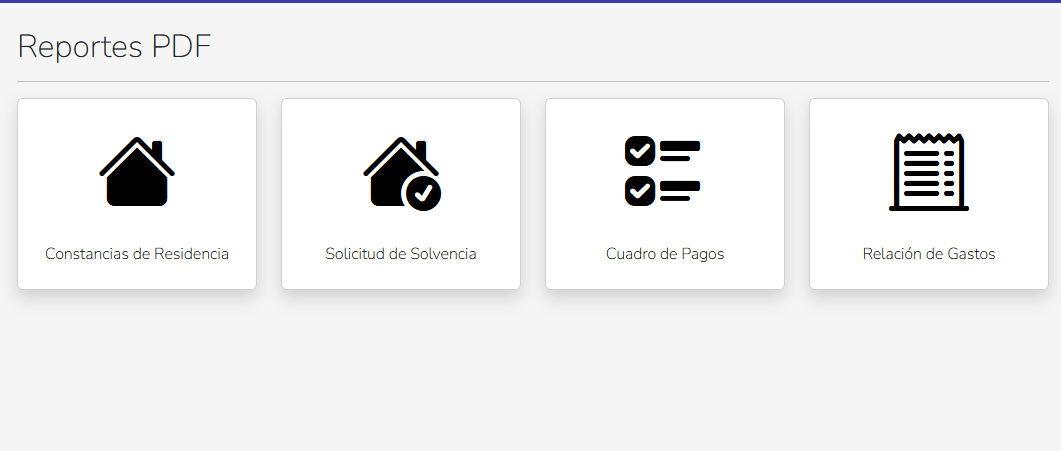 Reportes PDF
Constancias de Residencia
Solicitud de Solvencia
Cuadro de Pagos
Relación de Gastos